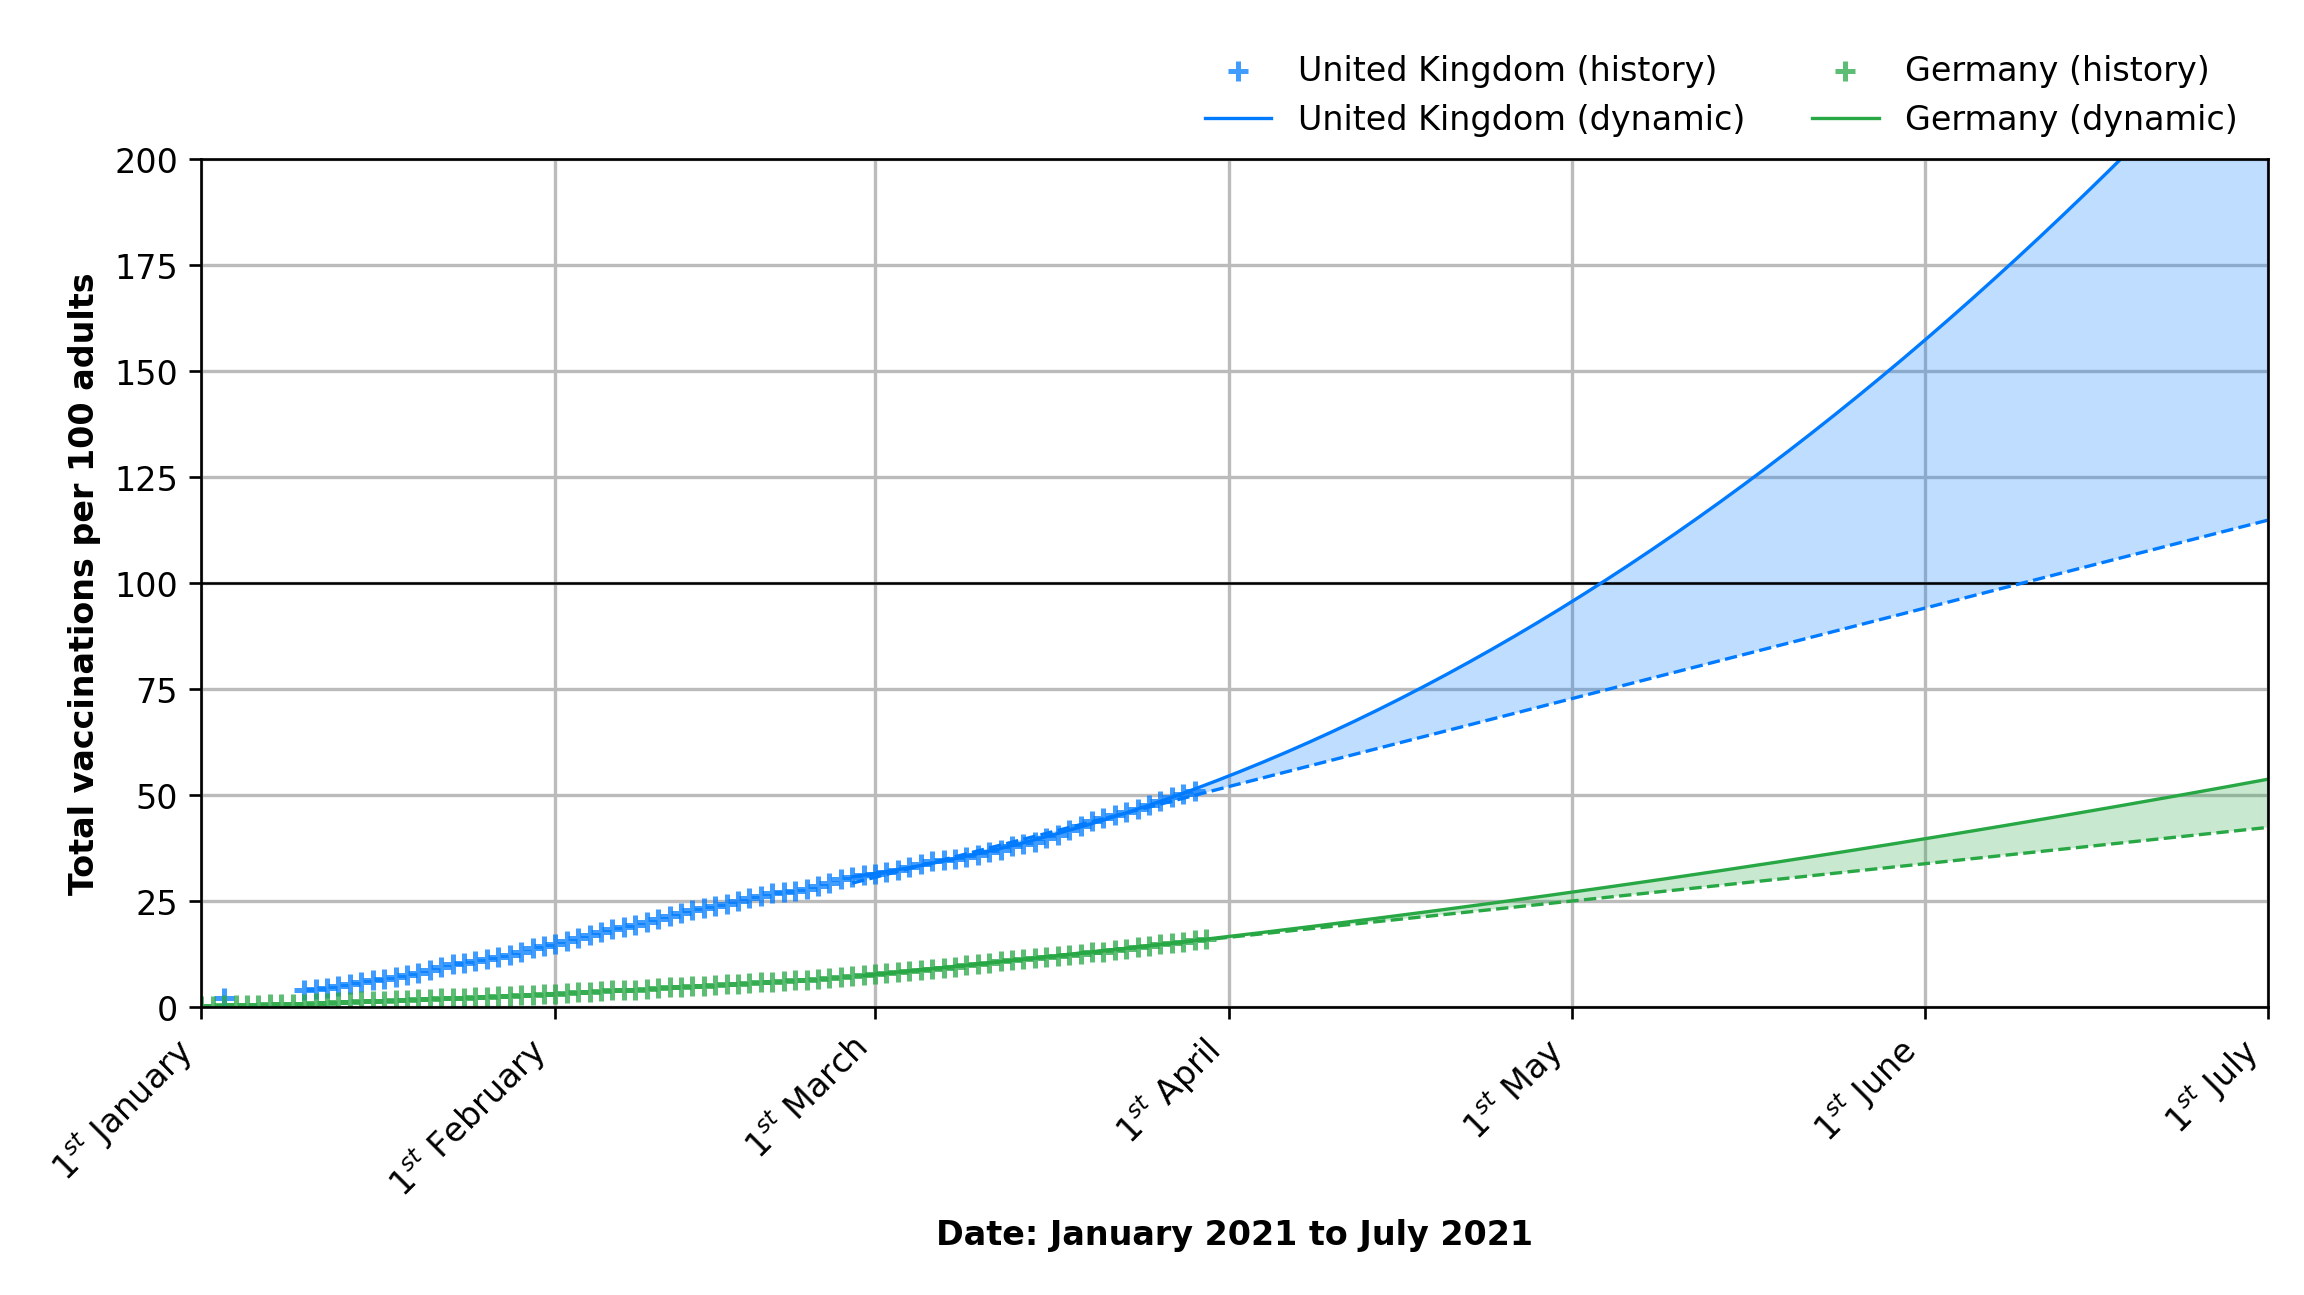 United Kingdom (history)
United Kingdom (dynamic)
Germany (history)
Germany (dynamic)
Total vaccinations per 100 adults
200
175
150
125
100
75
50
25
0
1st January
1st February
1st March
1st April
1st May
1st June
1st July
Date: January 2021 to July 2021